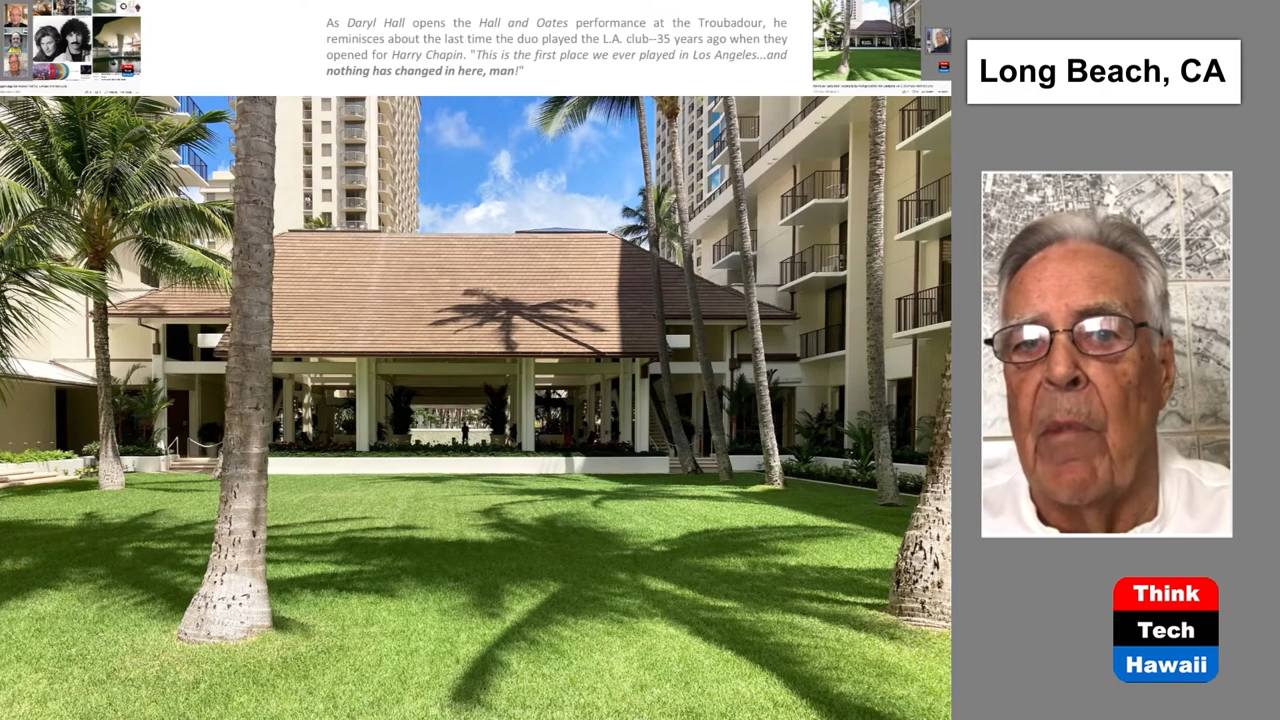 As Daryl Hall opens the Hall and Oates performance at the Troubadour, he
reminisces about the last time the duo played the L.A. club--35 years ago when they
opened for Harry Chapin. "This is the first place we ever played in Los Angeles...and
nothing has changed in here, man!"
Long Beach, CA
Think
Tech
Hawaii